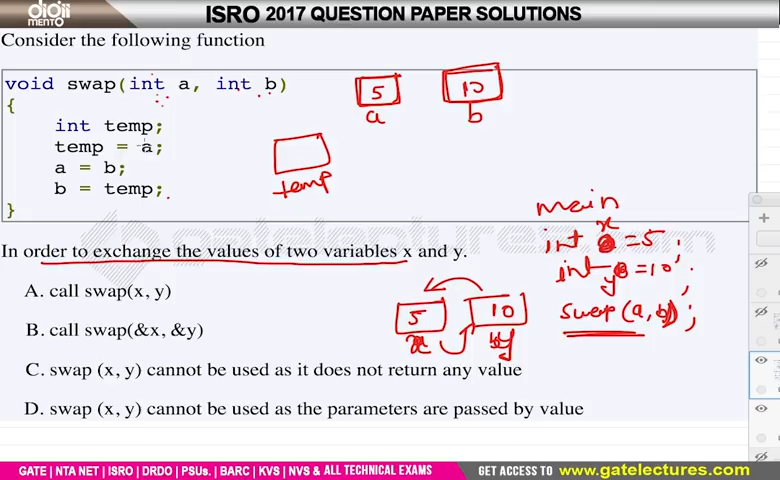 digii
MENTO
ISRO 2017 QUESTION PAPER SOLUTIONS
Consider the following function
void swap(int a, int b)
{
int temp;
temp = a;
a = b;
b = temp;
}
5
a
10
b
temp
main
int x =5 ;
int y =10 ;
swap (a, b) ;
gatelectures.com
In order to exchange the values of two variables x and y.
A. call swap(x, y)
B. call swap(&x, &y)
C. swap (x, y) cannot be used as it does not return any value
D. swap (x, y) cannot be used as the parameters are passed by value
5
x
10
y
GATE | NTA NET | ISRO | DRDO | PSUs. | BARC | KVS | NVS & ALL TECHNICAL EXAMS GET ACCESS TO www.gatelectures.com